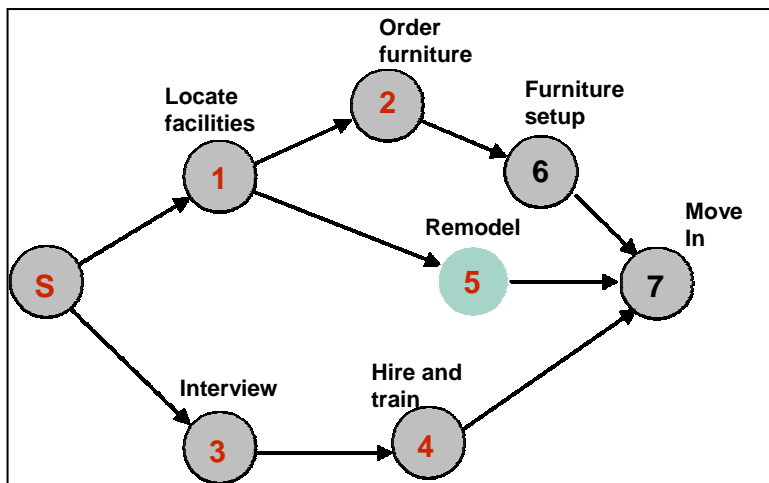 Order
furniture
2
Furniture
setup
6
Locate
facilities
1
Remodel
5
Move
In
7
S
Interview
3
Hire and
train
4